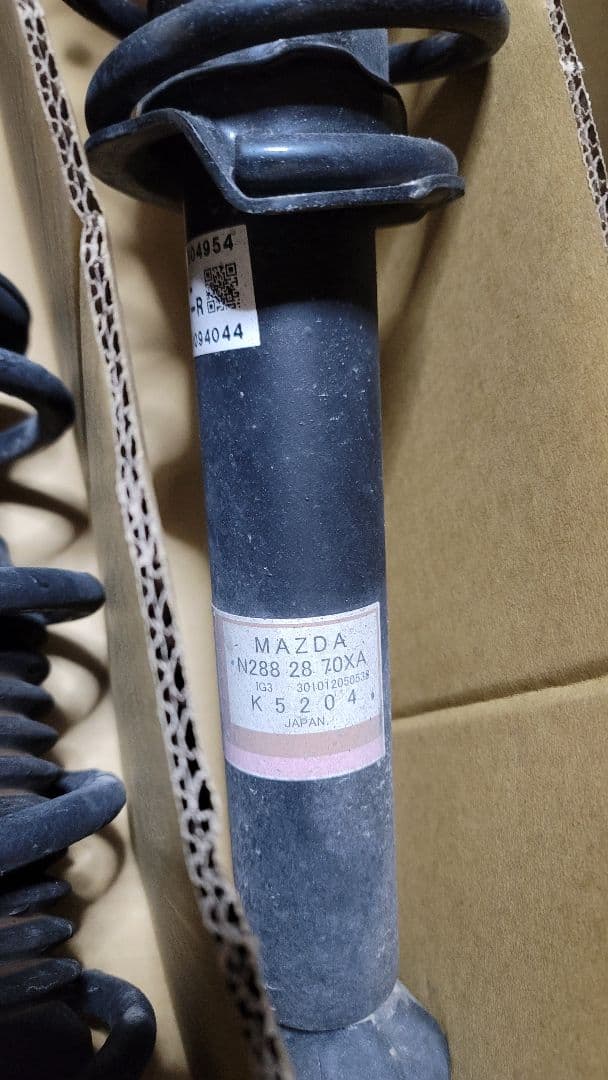 04954
-R
094044
MAZDA
N288 28 70XA
IG3 301012050538
K5204
JAPAN.